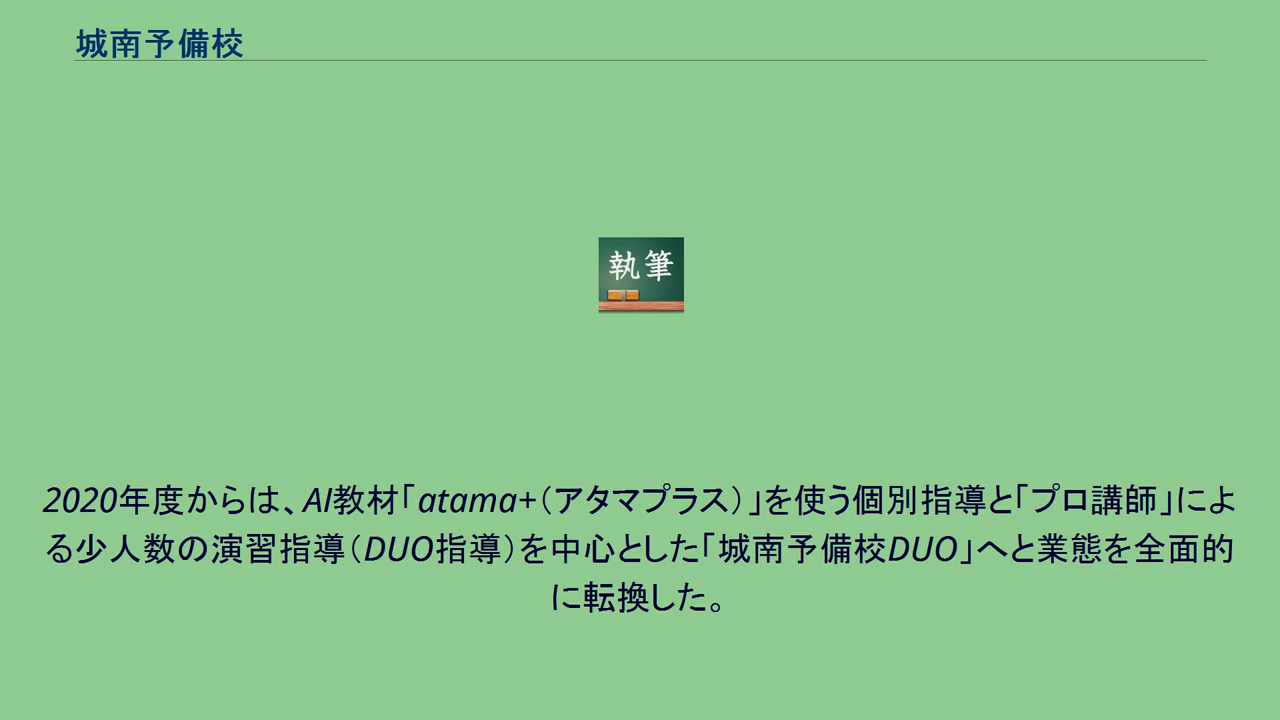 城南予備校
執筆
2020年度からは、AI教材「atama+（アタマプラス）」を使う個別指導と「プロ講師」によ
る少人数の演習指導（DUO指導）を中心とした「城南予備校DUO」へと業態を全面的
に転換した。